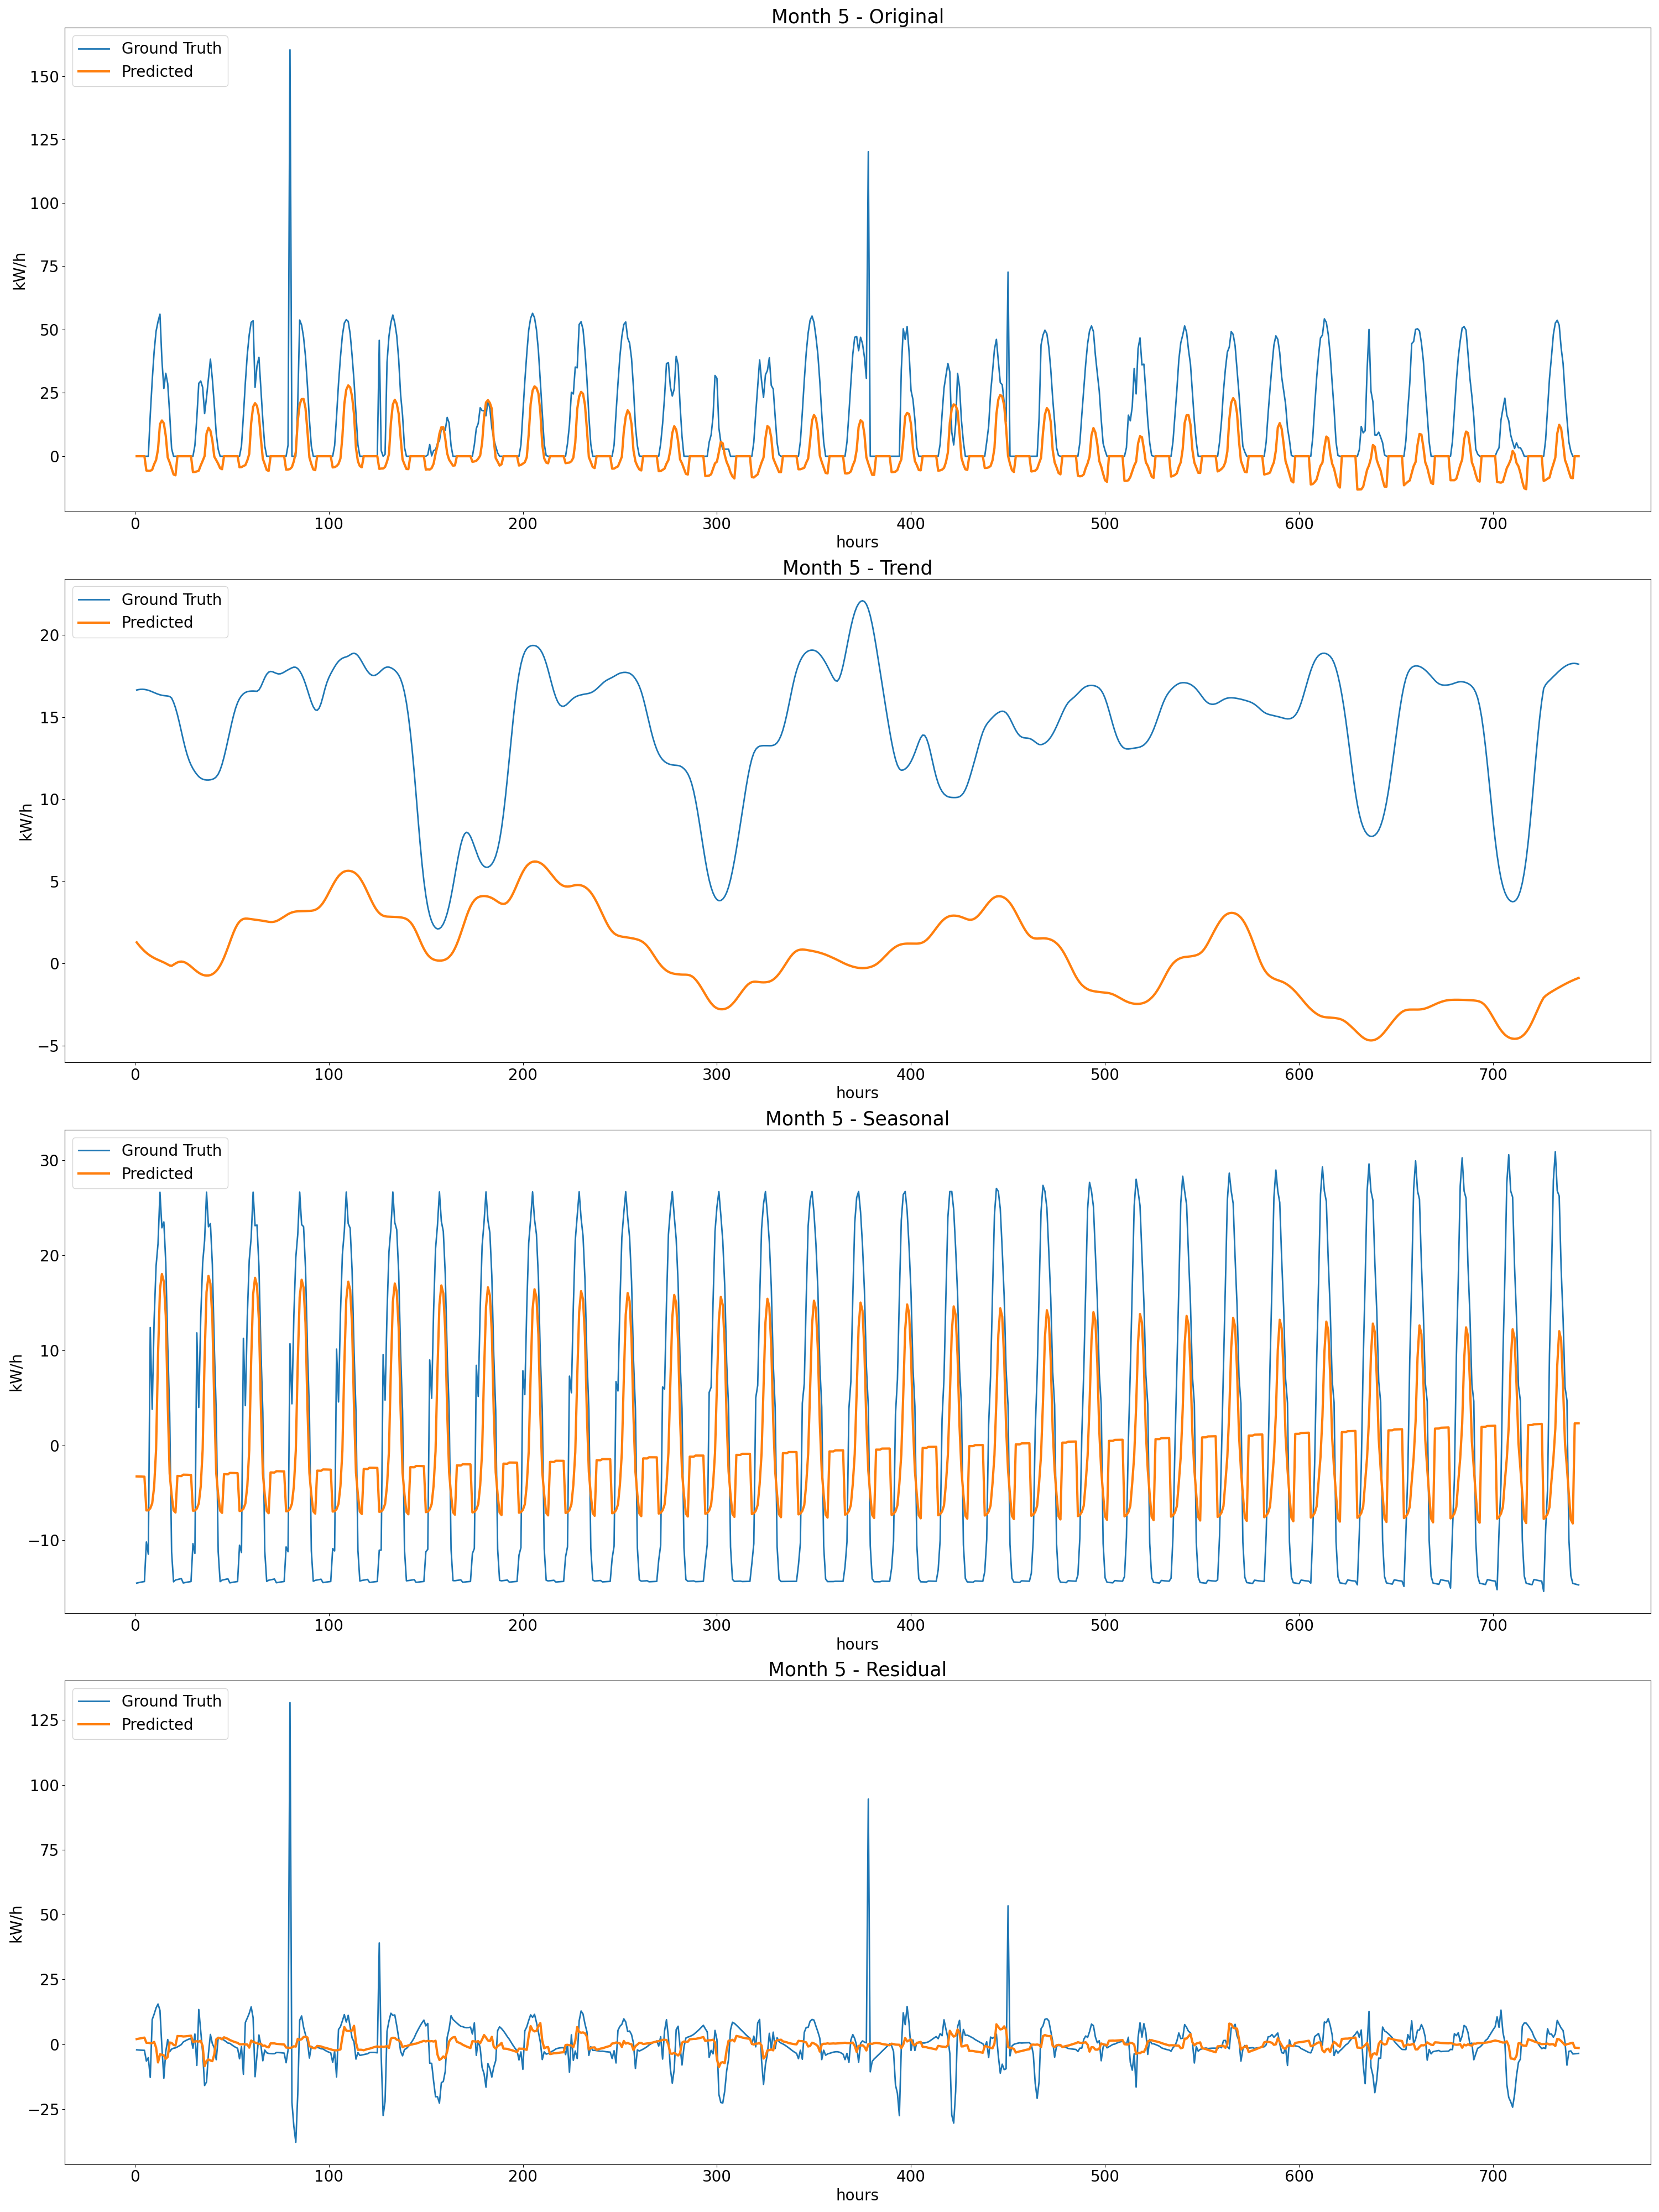 Month 5 - Original
Ground Truth
Predicted
150
125
100
75
50
25
0
kW/h
0 100 200 300 400 500 600 700
hours
Month 5 - Trend
Ground Truth
Predicted
20
15
10
5
0
−5
kW/h
0 100 200 300 400 500 600 700
hours
Month 5 - Seasonal
Ground Truth
Predicted
30
20
10
0
−10
kW/h
0 100 200 300 400 500 600 700
hours
Month 5 - Residual
Ground Truth
Predicted
125
100
75
50
25
0
−25
kW/h
0 100 200 300 400 500 600 700
hours